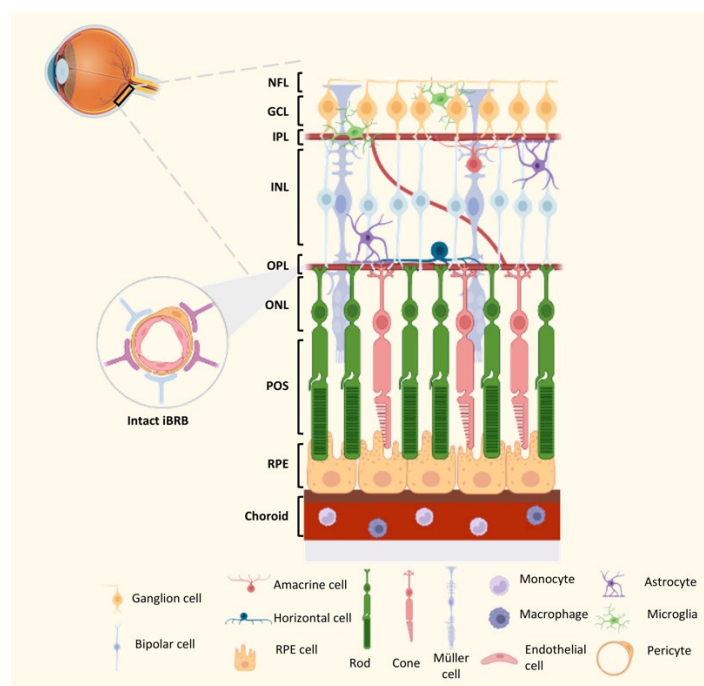 NFL
GCL
IPL
INL
OPL
ONL
POS
RPE
Choroid
Intact iBRB
Ganglion cell
Bipolar cell
Amacrine cell
Horizontal cell
RPE cell
Rod
Cone
Müller
cell
Monocyte
Macrophage
Endothelial
cell
Astrocyte
Microglia
Pericyte